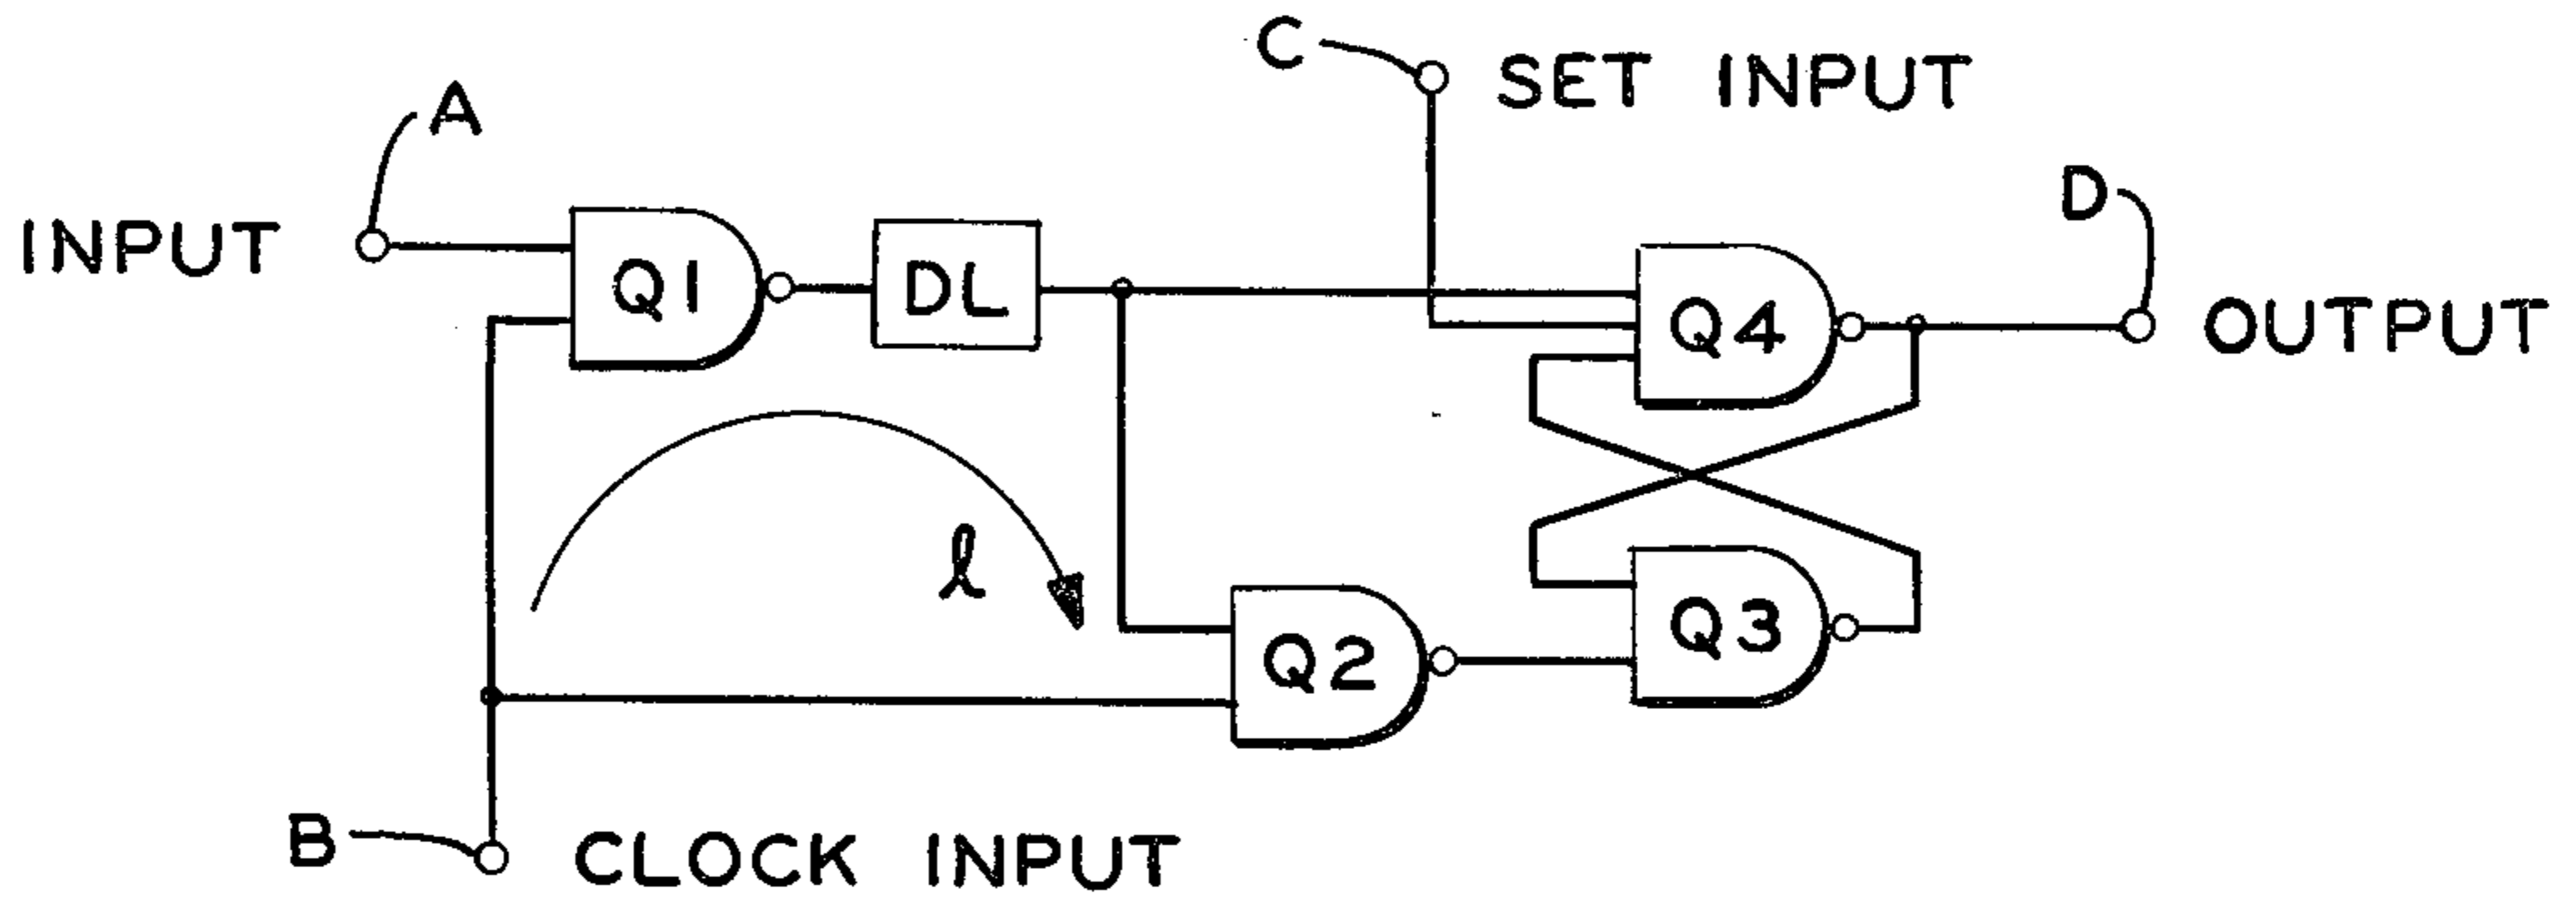 C
SET INPUT
A
D
INPUT
Q1
DL
Q4
OUTPUT
l
Q3
Q2
B
CLOCK INPUT